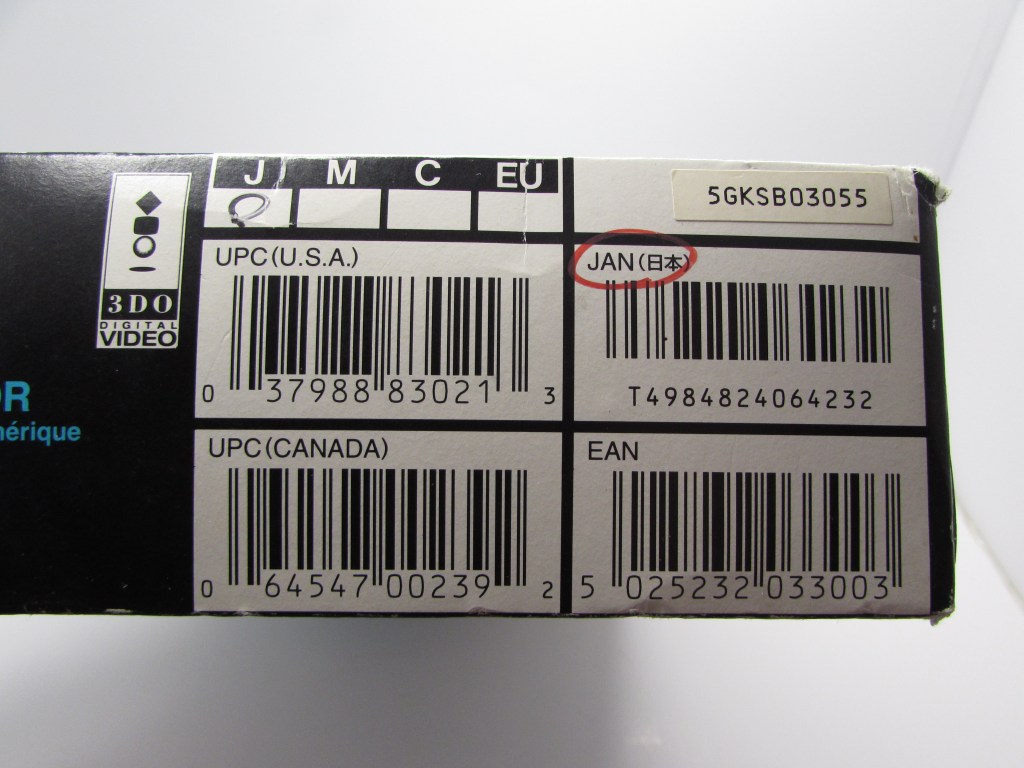 3DO
DIGITAL
VIDEO
OR
mérique
J M C EU
5GKSB03055
UPC(U.S.A.)
0 37988 83021 3
JAN(日本)
T4984824064232
UPC(CANADA)
0 64547 00239 2
EAN
5 025232 033003